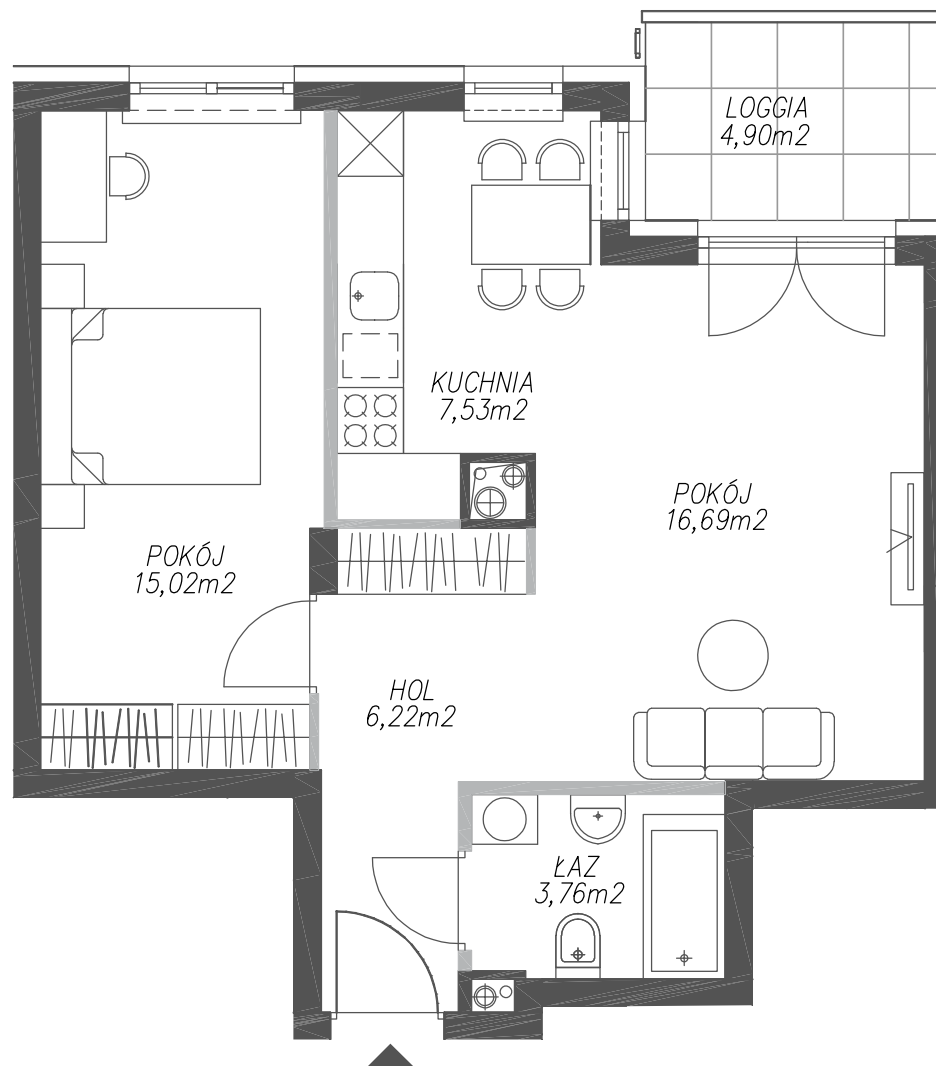 LOGGIA
4,90m2
KUCHNIA
7,53m2
POKÓJ
16,69m2
POKÓJ
15,02m2
HOL
6,22m2
ŁAZ
3,76m2